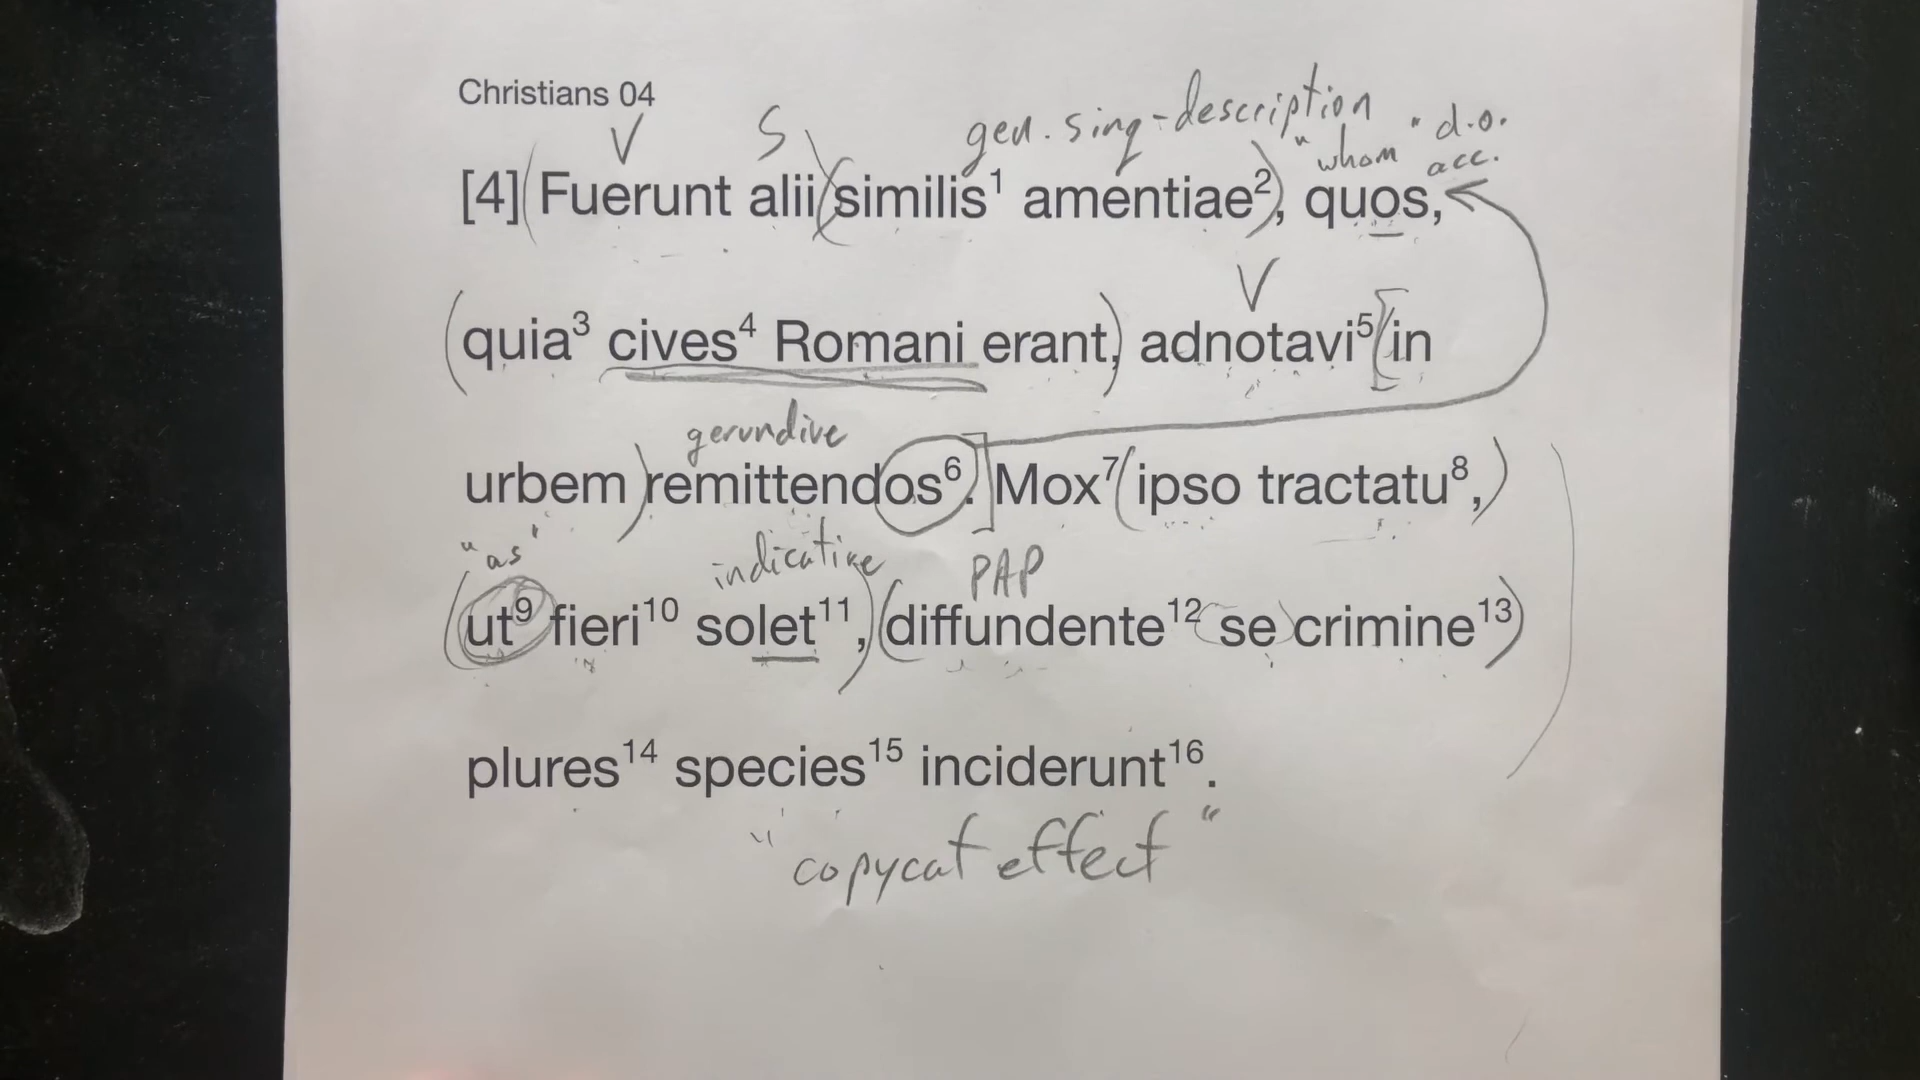 Christians 04
V S gen. sing-description "whom" d.o. acc.
[4] Fuerunt alii similis¹ amentiae², quos,
V
quia³ cives⁴ Romani erant, adnotavi⁵ in
gerundive
urbem remittendos⁶. Mox⁷ ipso tractatu⁸,
"as" indicative PAP
ut⁹ fieri¹⁰ solet¹¹, diffundente¹² se crimine¹³
plures¹⁴ species¹⁵ inciderunt¹⁶.
"copycat effect"